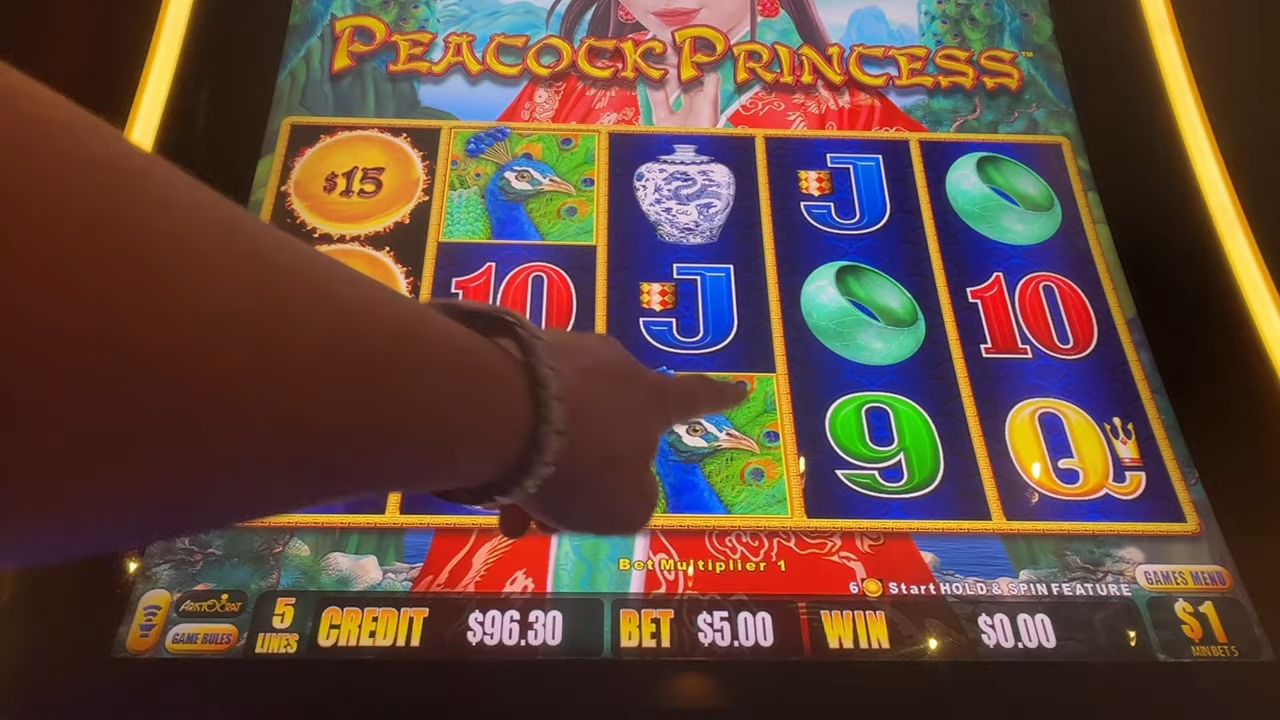 PEACOCK PRINCESS™
$15
J
10
J
10
9
Q
Bet Multiplier 1
6 Start HOLD & SPIN FEATURE
GAMES MENU
ARISTOCRAT
GAME RULES
5
LINES
CREDIT $96.30
BET $5.00
WIN $0.00
$1
MIN BET 5